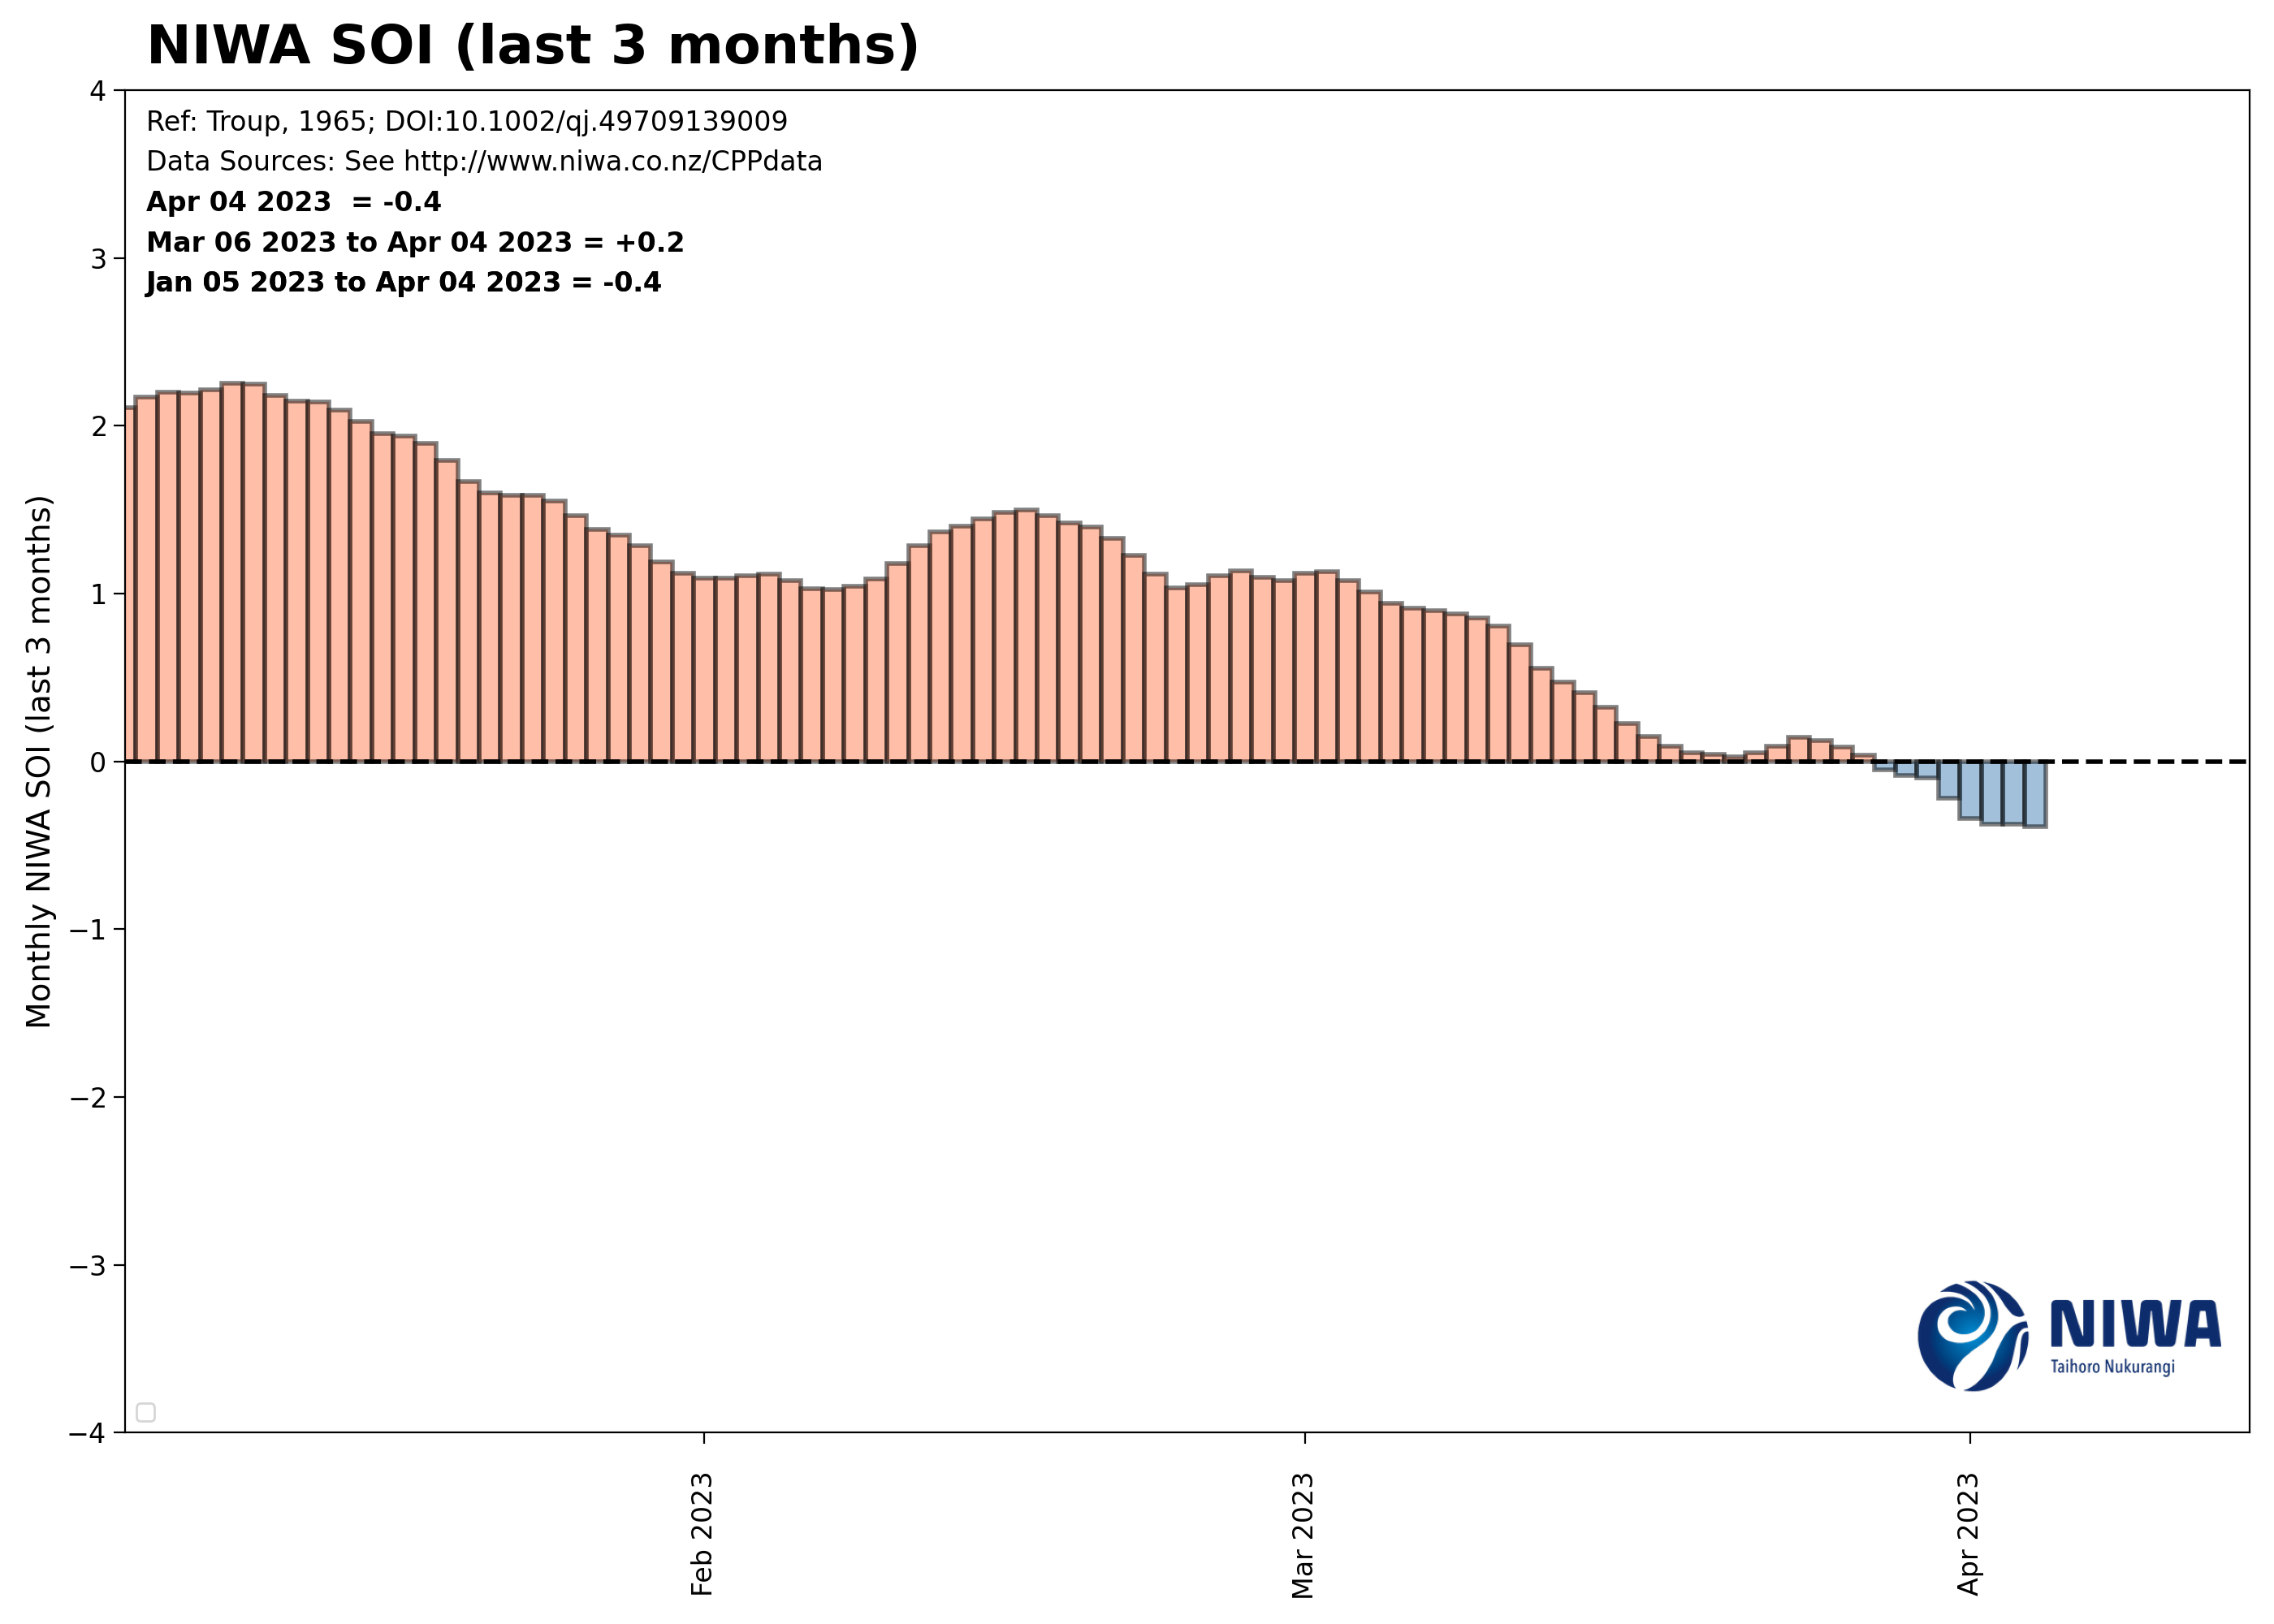 NIWA SOI (last 3 months)
Ref: Troup, 1965; DOI:10.1002/qj.49709139009
Data Sources: See http://www.niwa.co.nz/CPPdata
Apr 04 2023  = -0.4
Mar 06 2023 to Apr 04 2023 = +0.2
Jan 05 2023 to Apr 04 2023 = -0.4
Monthly NIWA SOI (last 3 months)
4
3
2
1
0
−1
−2
−3
−4
NIWA
Taihoro Nukurangi
Feb 2023
Mar 2023
Apr 2023